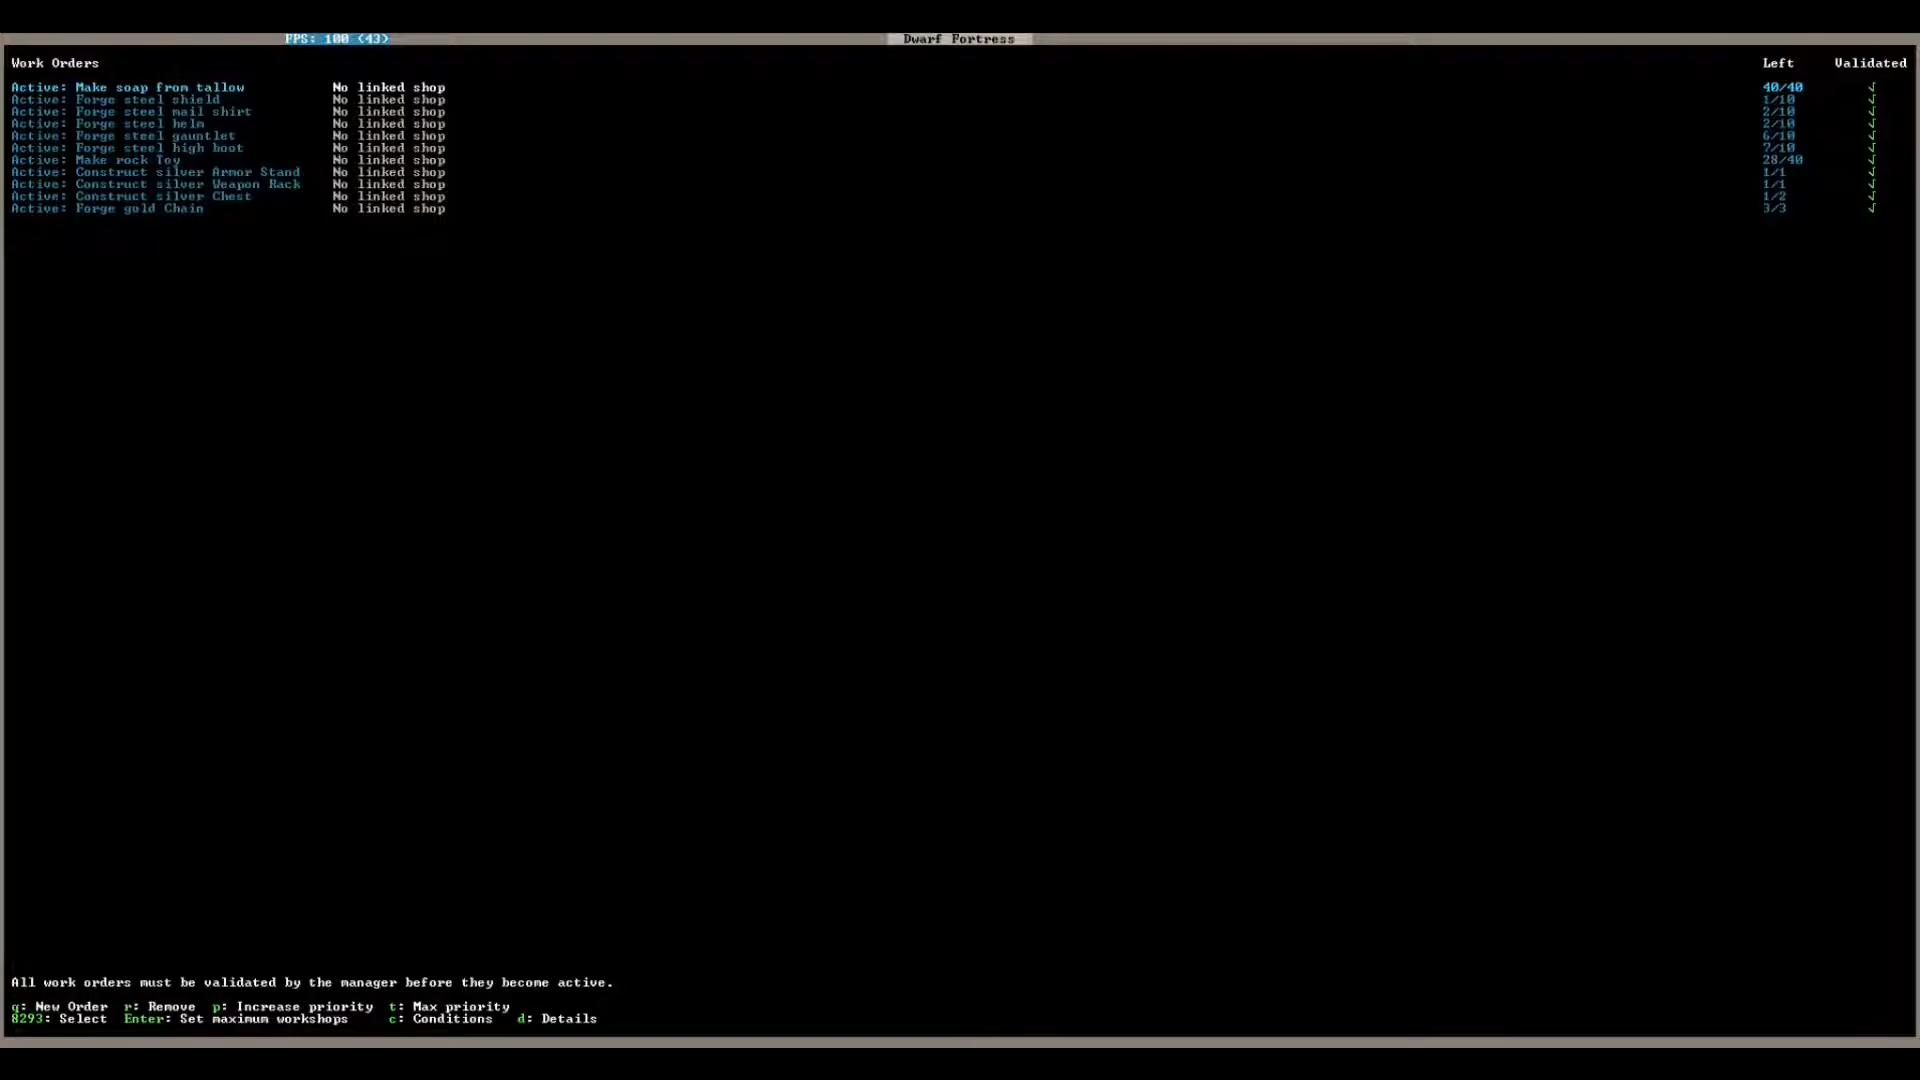 FPS: 100 (43) Dwarf Fortress
Work Orders Left Validated
Active: Make soap from tallow No linked shop 40/40
Active: Forge steel shield No linked shop 1/10
Active: Forge steel mail shirt No linked shop 2/10
Active: Forge steel helm No linked shop 2/10
Active: Forge steel gauntlet No linked shop 6/10
Active: Forge steel high boot No linked shop 7/10
Active: Make rock Toy No linked shop 28/40
Active: Construct silver Armor Stand No linked shop 1/1
Active: Construct silver Weapon Rack No linked shop 1/1
Active: Construct silver Chest No linked shop 1/2
Active: Forge gold Chain No linked shop 3/3
All work orders must be validated by the manager before they become active.
q: New Order r: Remove p: Increase priority t: Max priority
8293: Select Enter: Set maximum workshops c: Conditions d: Details